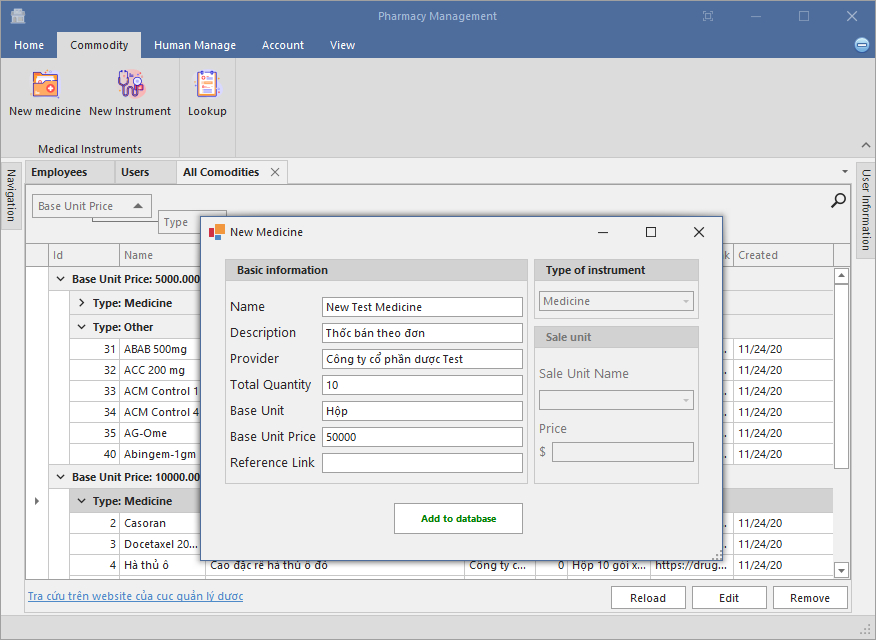 Pharmacy Management
Home Commodity Human Manage Account View
New medicine New Instrument Lookup
Medical Instruments
Navigation
Employees Users All Comodities
User Information
Base Unit Price
Type
Id Name k Created
Base Unit Price: 5000.000
Type: Medicine
Type: Other
31 ABAB 500mg 11/24/20
32 ACC 200 mg 11/24/20
33 ACM Control 1 11/24/20
34 ACM Control 4 11/24/20
35 AG-Ome 11/24/20
40 Abingem-1gm 11/24/20
Base Unit Price: 10000.00
Type: Medicine
2 Casoran 11/24/20
3 Docetaxel 20... 11/24/20
4 Hà thủ ô Cao đặc rễ hà thủ ô đỏ Công ty c... 0 Hộp 10 gói x... https://drug... 11/24/20
New Medicine
Basic information
Name New Test Medicine
Description Thốc bán theo đơn
Provider Công ty cổ phần dược Test
Total Quantity 10
Base Unit Hộp
Base Unit Price 50000
Reference Link
Type of instrument
Medicine
Sale unit
Sale Unit Name
Price
$
Add to database
Tra cứu trên website của cuc quản lý dược
Reload Edit Remove